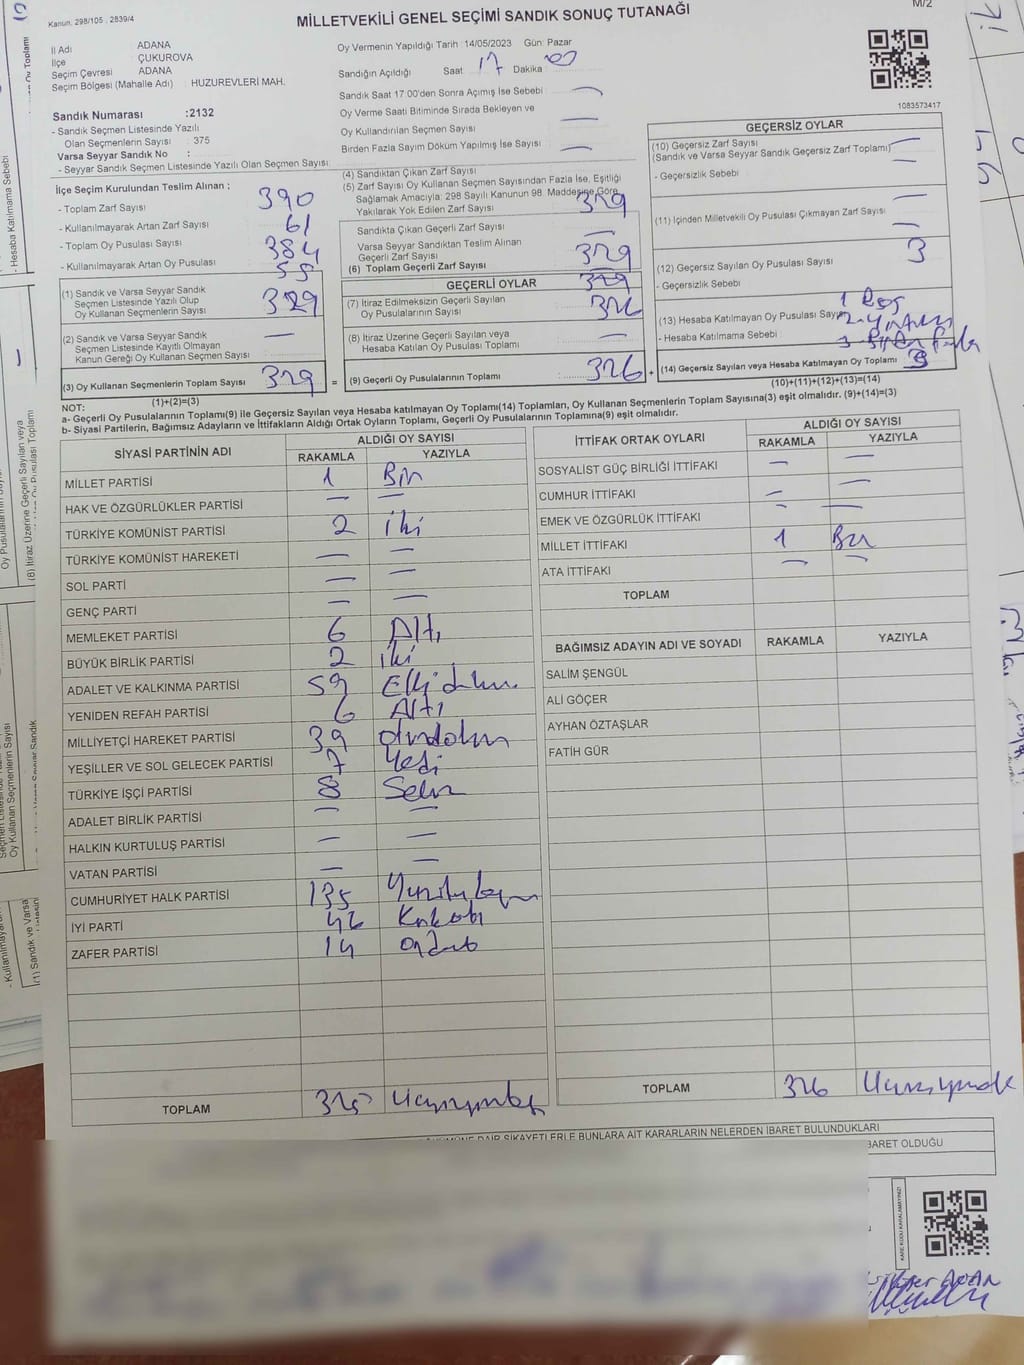 Kanun, 298/105 , 2839/4
MİLLETVEKİLİ GENEL SEÇİMİ SANDIK SONUÇ TUTANAĞI
M/2
İl Adı ADANA
İlçe ÇUKUROVA
Seçim Çevresi ADANA
Seçim Bölgesi (Mahalle Adı) HUZUREVLERİ MAH.
Oy Vermenin Yapıldığı Tarih :14/05/2023 Gün: Pazar
Sandığın Açıldığı Saat 17 Dakika 00
Sandık Saat 17:00'den Sonra Açımış İse Sebebi
Oy Verme Saati Bitiminde Sırada Bekleyen ve
Oy Kullandırılan Seçmen Sayısı
Birden Fazla Sayım Döküm Yapılmış İse Sayısı
1083573417
Sandık Numarası :2132
- Sandık Seçmen Listesinde Yazılı
Olan Seçmenlerin Sayısı : 375
Varsa Seyyar Sandık No :
- Seyyar Sandık Seçmen Listesinde Yazılı Olan Seçmen Sayısı:
İlçe Seçim Kurulundan Teslim Alınan :
- Toplam Zarf Sayısı 390
- Kullanılmayarak Artan Zarf Sayısı 61
- Toplam Oy Pusulası Sayısı 384
- Kullanılmayarak Artan Oy Pusulası 55
(1) Sandık ve Varsa Seyyar Sandık
Seçmen Listesinde Yazılı Olup
Oy Kullanan Seçmenlerin Sayısı 329
(2) Sandık ve Varsa Seyyar Sandık
Seçmen Listesinde Kayıtlı Olmayan
Kanun Gereği Oy Kullanan Seçmen Sayısı —
(3) Oy Kullanan Seçmenlerin Toplam Sayısı 329 =
(1)+(2)=(3)
(4) Sandıktan Çıkan Zarf Sayısı
(5) Zarf Sayısı Oy Kullanan Seçmen Sayısından Fazla İse, Eşitliği
Sağlamak Amacıyla; 298 Sayılı Kanunun 98. Maddesine Göre
Yakılarak Yok Edilen Zarf Sayısı 329
Sandıkta Çıkan Geçerli Zarf Sayısı
Varsa Seyyar Sandıktan Teslim Alınan
Geçerli Zarf Sayısı 329
(6) Toplam Geçerli Zarf Sayısı
GEÇERLİ OYLAR 329
(7) İtiraz Edilmeksizin Geçerli Sayılan
Oy Pusulalarının Sayısı 326
(8) İtiraz Üzerine Geçerli Sayılan veya
Hesaba Katılan Oy Pusulası Toplamı —
(9) Geçerli Oy Pusulalarının Toplamı 326 +
GEÇERSİZ OYLAR
(10) Geçersiz Zarf Sayısı
(Sandık ve Varsa Seyyar Sandık Geçersiz Zarf Toplamı)
- Geçersizlik Sebebi
(11) İçinden Milletvekili Oy Pusulası Çıkmayan Zarf Sayısı
(12) Geçersiz Sayılan Oy Pusulası Sayısı 3
- Geçersizlik Sebebi
1 Boş
(13) Hesaba Katılmayan Oy Pusulası Sayısı
- Hesaba Katılmama Sebebi
(14) Geçersiz Sayılan veya Hesaba Katılmayan Oy Toplamı 3
(10)+(11)+(12)+(13)=(14)
NOT:
a- Geçerli Oy Pusulalarının Toplamı(9) ile Geçersiz Sayılan veya Hesaba katılmayan Oy Toplamı(14) Toplamları, Oy Kullanan Seçmenlerin Toplam Sayısına(3) eşit olmalıdır. (9)+(14)=(3)
b- Siyasi Partilerin, Bağımsız Adayların ve İttifakların Aldığı Ortak Oyların Toplamı, Geçerli Oy Pusulalarının Toplamına(9) eşit olmalıdır.
SİYASİ PARTİNİN ADI ALDIĞI OY SAYISI
RAKAMLA YAZIYLA
MİLLET PARTİSİ 1 Bir
HAK VE ÖZGÜRLÜKLER PARTİSİ — —
TÜRKİYE KOMÜNİST PARTİSİ 2 iki
TÜRKİYE KOMÜNİST HAREKETİ — —
SOL PARTİ — —
GENÇ PARTİ — —
MEMLEKET PARTİSİ 6 Altı
BÜYÜK BİRLİK PARTİSİ 2 iki
ADALET VE KALKINMA PARTİSİ 59 Elli dokuz
YENİDEN REFAH PARTİSİ 6 Altı
MİLLİYETÇİ HAREKET PARTİSİ 39 otuzdokuz
YEŞİLLER VE SOL GELECEK PARTİSİ 7 Yedi
TÜRKİYE İŞÇİ PARTİSİ 8 Sekiz
ADALET BİRLİK PARTİSİ — —
HALKIN KURTULUŞ PARTİSİ — —
VATAN PARTİSİ — —
CUMHURİYET HALK PARTİSİ 135 Yüzotuzbeş
İYİ PARTİ 46 Kırkaltı
ZAFER PARTİSİ 14 ondört
TOPLAM 325 Üçyüzyirmibeş
İTTİFAK ORTAK OYLARI ALDIĞI OY SAYISI
RAKAMLA YAZIYLA
SOSYALİST GÜÇ BİRLİĞİ İTTİFAKI — —
CUMHUR İTTİFAKI — —
EMEK VE ÖZGÜRLÜK İTTİFAKI — —
MİLLET İTTİFAKI 1 Bir
ATA İTTİFAKI — —
TOPLAM
BAĞIMSIZ ADAYIN ADI VE SOYADI RAKAMLA YAZIYLA
SALİM ŞENGÜL
ALİ GÖÇER
AYHAN ÖZTAŞLAR
FATİH GÜR
TOPLAM 326 Üçyüzyirmialtı
DAİR ŞİKAYETLERLE BUNLARA AİT KARARLARIN NELERDEN İBARET BULUNDUKLARI
İBARET OLDUĞU
KARE KODU KARALAMAYINIZ!